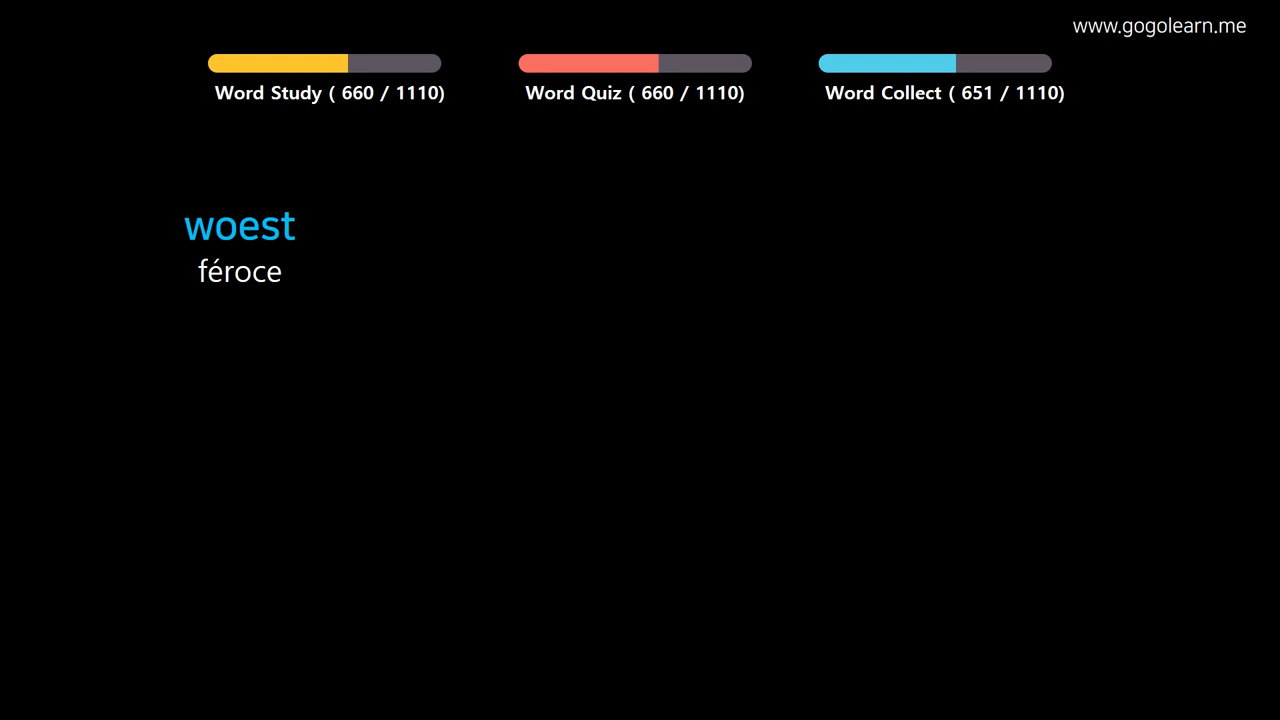 www.gogolearn.me
Word Study ( 660 / 1110)
Word Quiz ( 660 / 1110)
Word Collect ( 651 / 1110)
woest
féroce